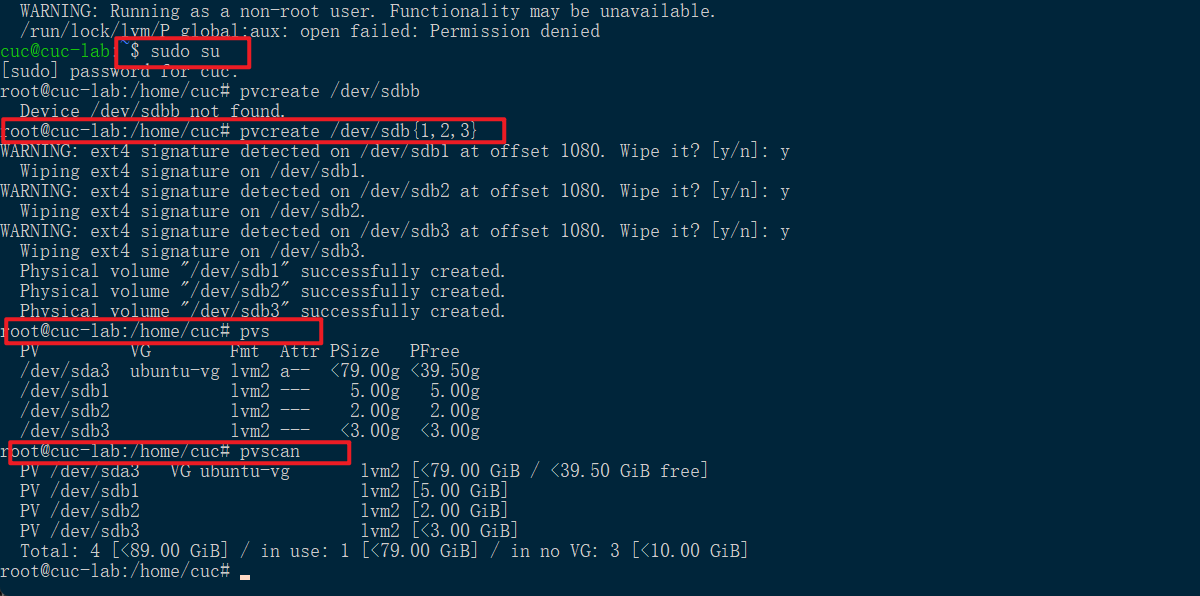 WARNING: Running as a non-root user. Functionality may be unavailable.
/run/lock/lvm/P_global:aux: open failed: Permission denied
cuc@cuc-lab:~$ sudo su
[sudo] password for cuc:
root@cuc-lab:/home/cuc# pvcreate /dev/sdbb
Device /dev/sdbb not found.
root@cuc-lab:/home/cuc# pvcreate /dev/sdb{1,2,3}
WARNING: ext4 signature detected on /dev/sdb1 at offset 1080. Wipe it? [y/n]: y
Wiping ext4 signature on /dev/sdb1.
WARNING: ext4 signature detected on /dev/sdb2 at offset 1080. Wipe it? [y/n]: y
Wiping ext4 signature on /dev/sdb2.
WARNING: ext4 signature detected on /dev/sdb3 at offset 1080. Wipe it? [y/n]: y
Wiping ext4 signature on /dev/sdb3.
Physical volume "/dev/sdb1" successfully created.
Physical volume "/dev/sdb2" successfully created.
Physical volume "/dev/sdb3" successfully created.
root@cuc-lab:/home/cuc# pvs
PV VG Fmt Attr PSize PFree
/dev/sda3 ubuntu-vg lvm2 a-- <79.00g <39.50g
/dev/sdb1 lvm2 --- 5.00g 5.00g
/dev/sdb2 lvm2 --- 2.00g 2.00g
/dev/sdb3 lvm2 --- <3.00g <3.00g
root@cuc-lab:/home/cuc# pvscan
PV /dev/sda3 VG ubuntu-vg lvm2 [<79.00 GiB / <39.50 GiB free]
PV /dev/sdb1 lvm2 [5.00 GiB]
PV /dev/sdb2 lvm2 [2.00 GiB]
PV /dev/sdb3 lvm2 [<3.00 GiB]
Total: 4 [<89.00 GiB] / in use: 1 [<79.00 GiB] / in no VG: 3 [<10.00 GiB]
root@cuc-lab:/home/cuc#